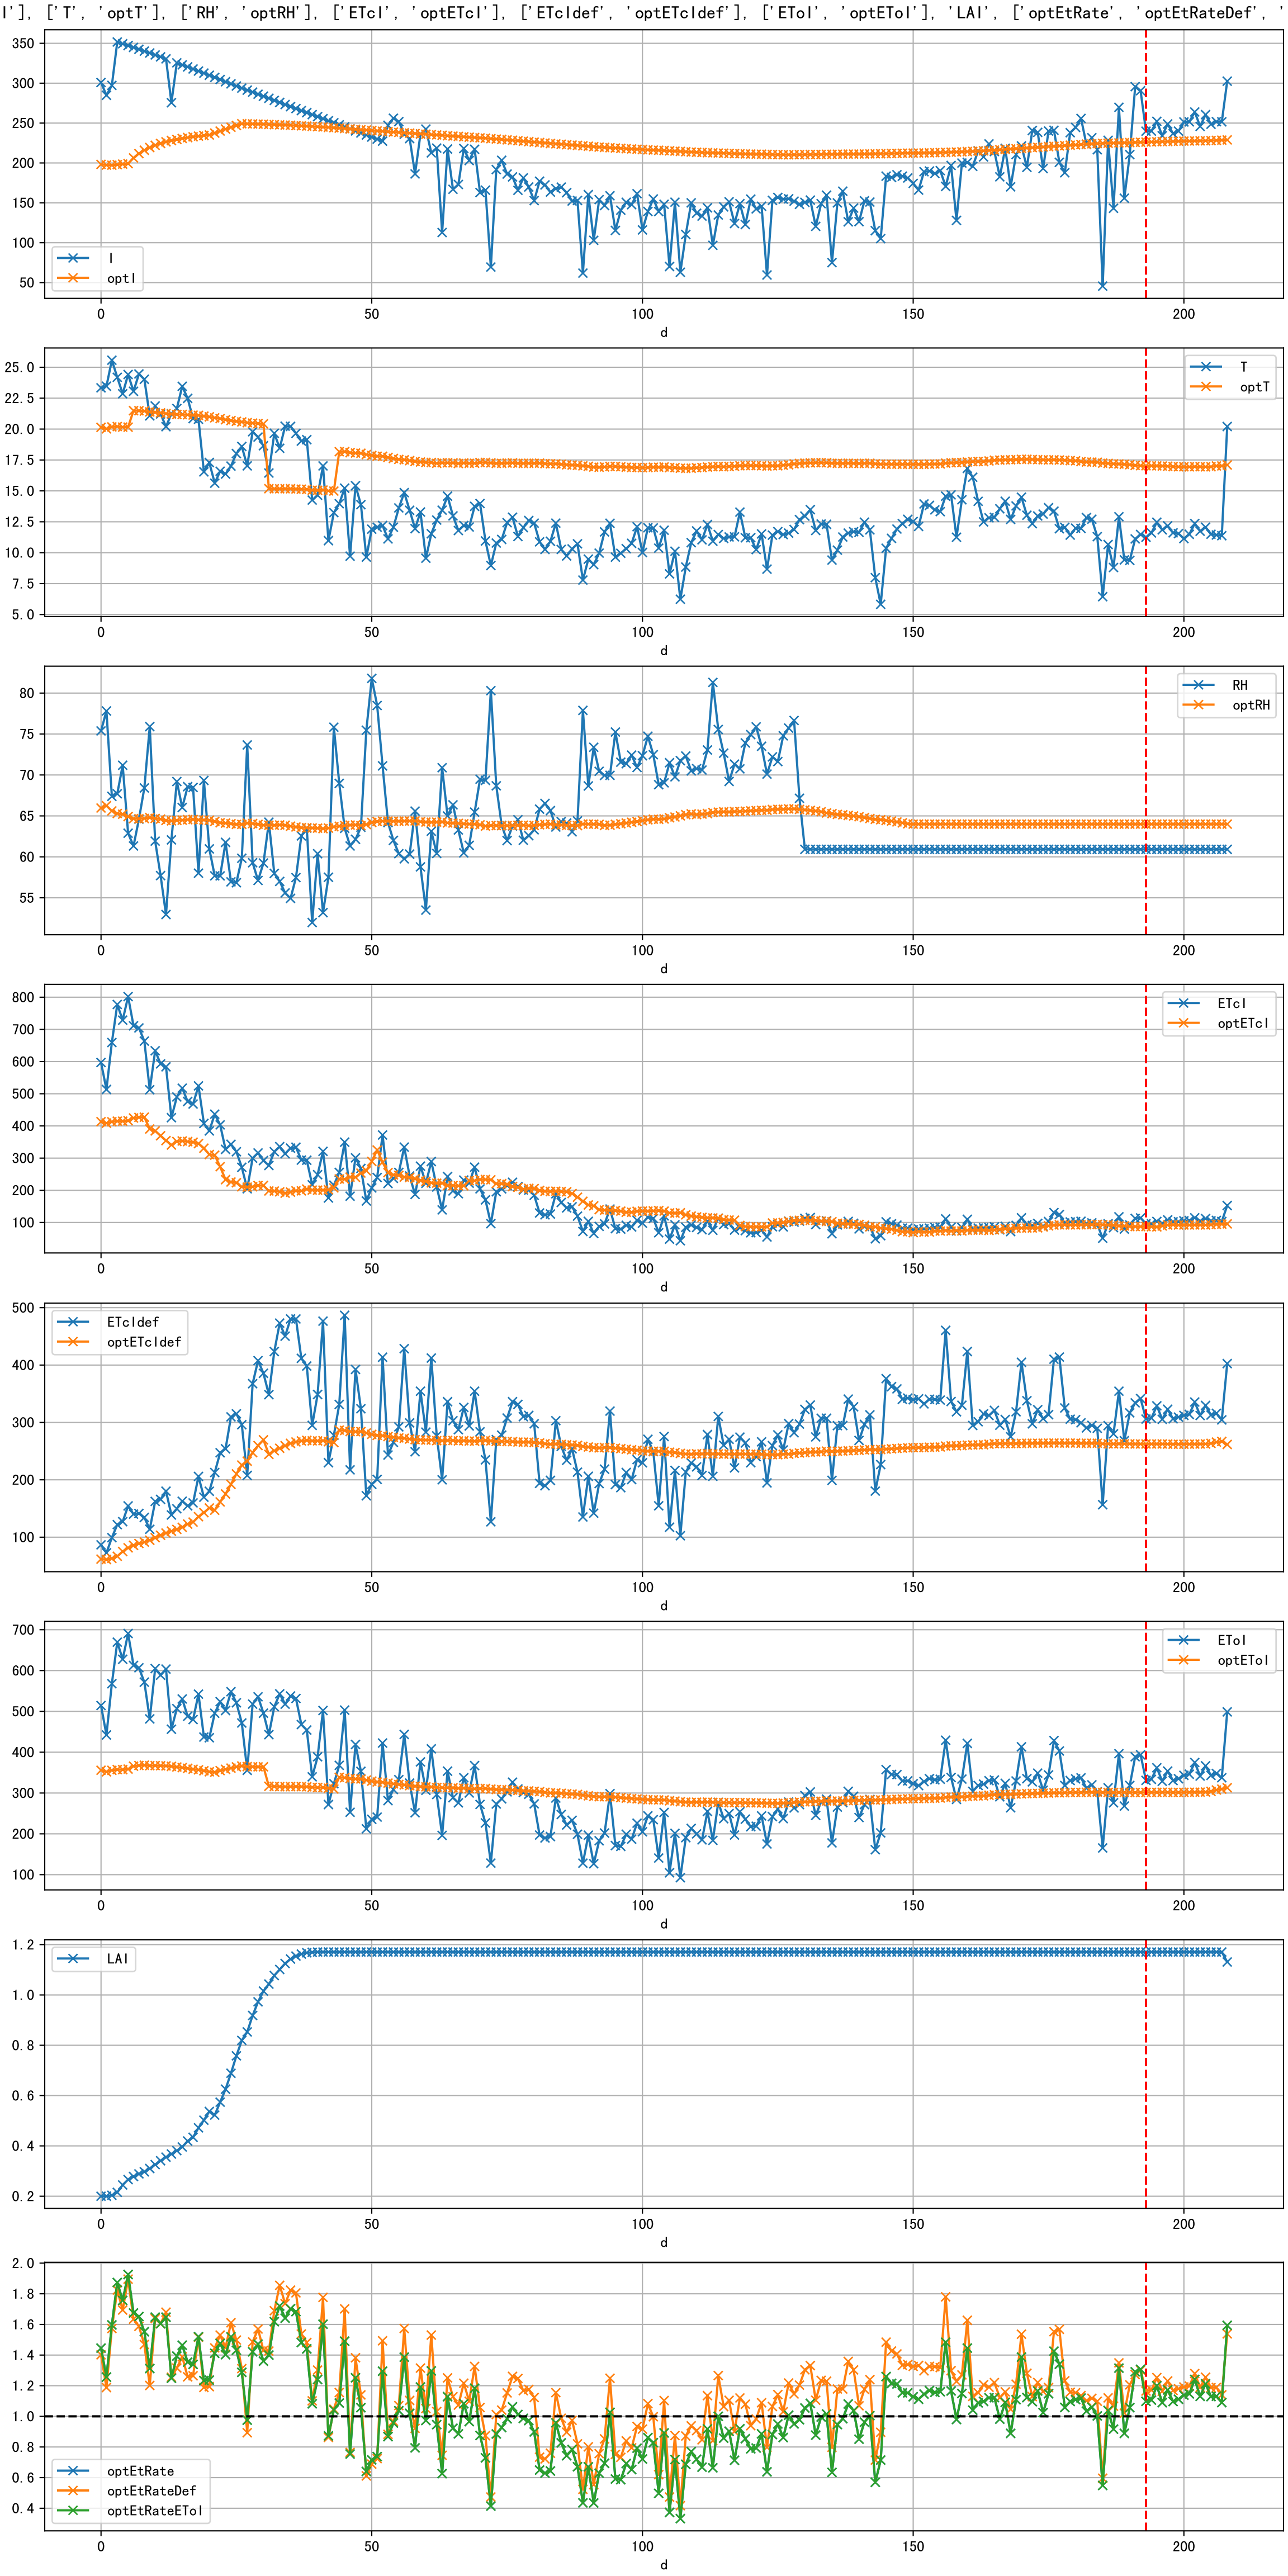 I'], ['T', 'optT'], ['RH', 'optRH'], ['ETcI', 'optETcI'], ['ETcIdef', 'optETcIdef'], ['EToI', 'optEToI'], 'LAI', ['optEtRate', 'optEtRateDef', '
350
300
250
200
150
100
50
I
optI
0 50 100 150 200
d
25.0
22.5
20.0
17.5
15.0
12.5
10.0
7.5
5.0
T
optT
0 50 100 150 200
d
80
75
70
65
60
55
RH
optRH
0 50 100 150 200
d
800
700
600
500
400
300
200
100
ETcI
optETcI
0 50 100 150 200
d
500
400
300
200
100
ETcIdef
optETcIdef
0 50 100 150 200
d
700
600
500
400
300
200
100
EToI
optEToI
0 50 100 150 200
d
1.2
1.0
0.8
0.6
0.4
0.2
LAI
0 50 100 150 200
d
2.0
1.8
1.6
1.4
1.2
1.0
0.8
0.6
0.4
optEtRate
optEtRateDef
optEtRateEToI
0 50 100 150 200
d